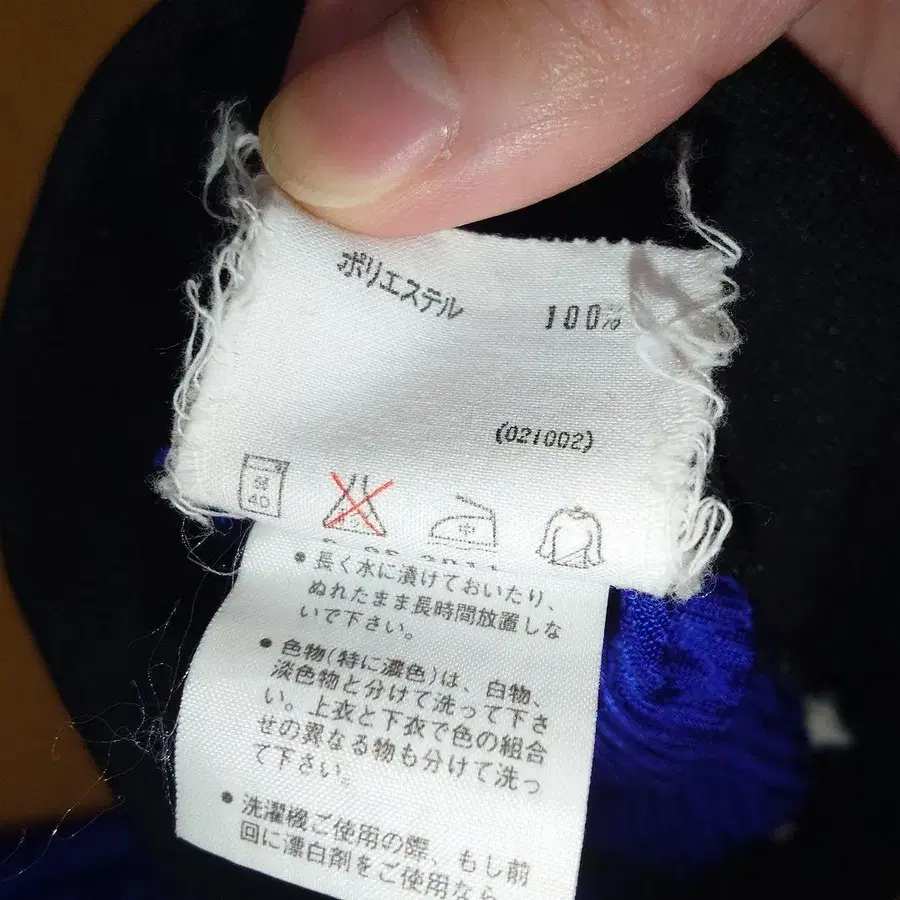 ポリエステル 100%
(021002)
弱
40
中
● 長く水に漬けておいたり、
ぬれたまま長時間放置しな
いで下さい。
● 色物(特に濃色)は、白物、
淡色物と分けて洗って下さ
い。上衣と下衣で色の組合
せの異なる物も分けて洗っ
て下さい。
● 洗濯機ご使用の際、もし前
回に漂白剤をご使用なら